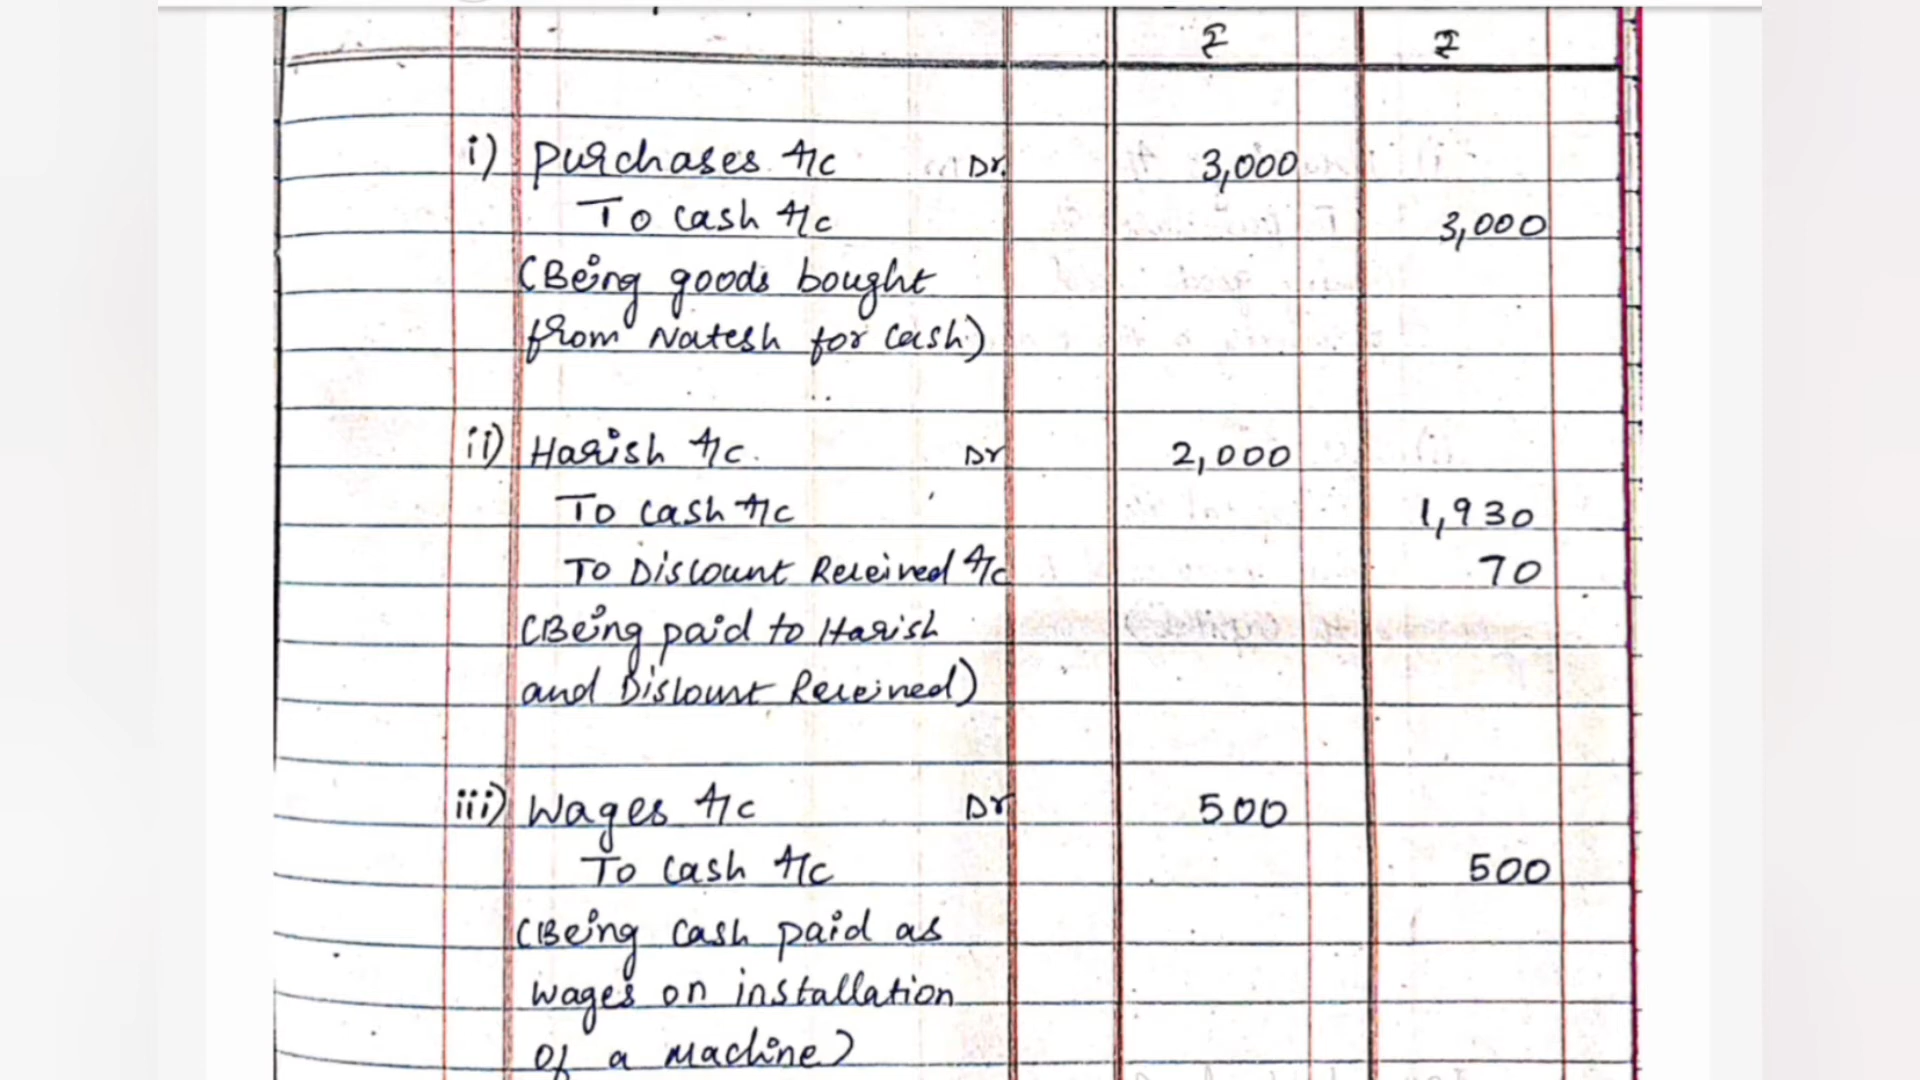 ₹ ₹
i) Purchases A/c Dr. 3,000
To Cash A/c 3,000
(Being goods bought
from Natesh for Cash)
ii) Harish A/c. Dr 2,000
To Cash A/c 1,930
To Discount Received A/c 70
(Being paid to Harish
and Discount Received)
iii) Wages A/c Dr 500
To Cash A/c 500
(Being Cash paid as
wages on installation
of a Machine)